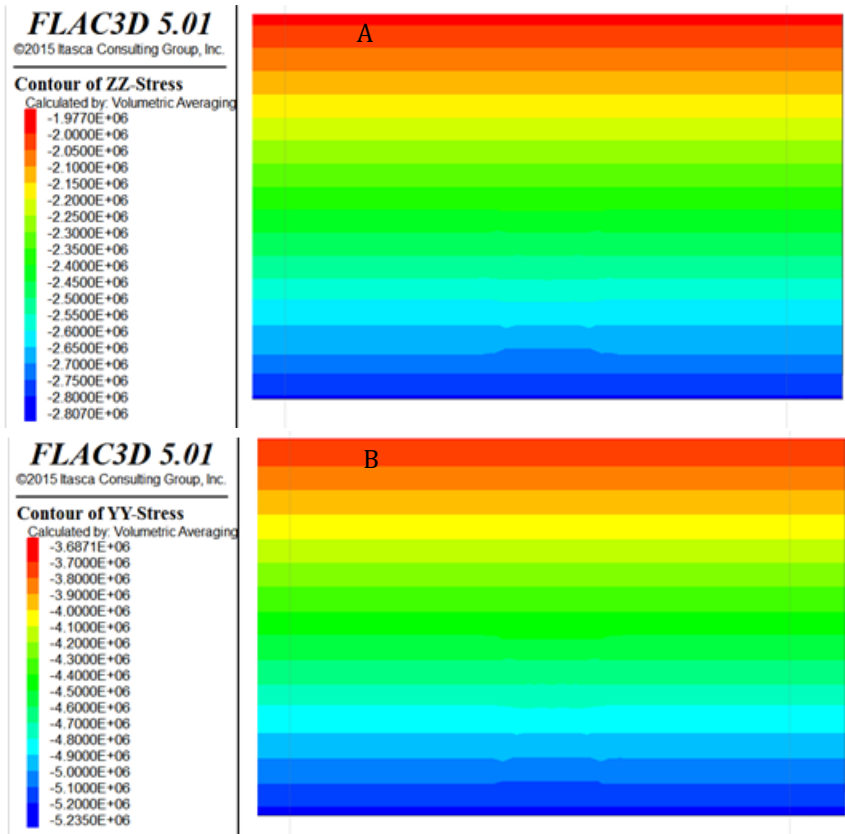 FLAC3D 5.01
©2015 Itasca Consulting Group, Inc.
Contour of ZZ-Stress
Calculated by: Volumetric Averaging
-1.9770E+06
-2.0000E+06
-2.0500E+06
-2.1000E+06
-2.1500E+06
-2.2000E+06
-2.2500E+06
-2.3000E+06
-2.3500E+06
-2.4000E+06
-2.4500E+06
-2.5000E+06
-2.5500E+06
-2.6000E+06
-2.6500E+06
-2.7000E+06
-2.7500E+06
-2.8000E+06
-2.8070E+06
A
FLAC3D 5.01
©2015 Itasca Consulting Group, Inc.
Contour of YY-Stress
Calculated by: Volumetric Averaging
-3.6871E+06
-3.7000E+06
-3.8000E+06
-3.9000E+06
-4.0000E+06
-4.1000E+06
-4.2000E+06
-4.3000E+06
-4.4000E+06
-4.5000E+06
-4.6000E+06
-4.7000E+06
-4.8000E+06
-4.9000E+06
-5.0000E+06
-5.1000E+06
-5.2000E+06
-5.2350E+06
B